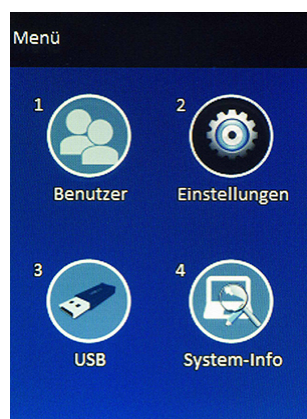 Menü
1
2
Benutzer
Einstellungen
3
4
USB
System-Info